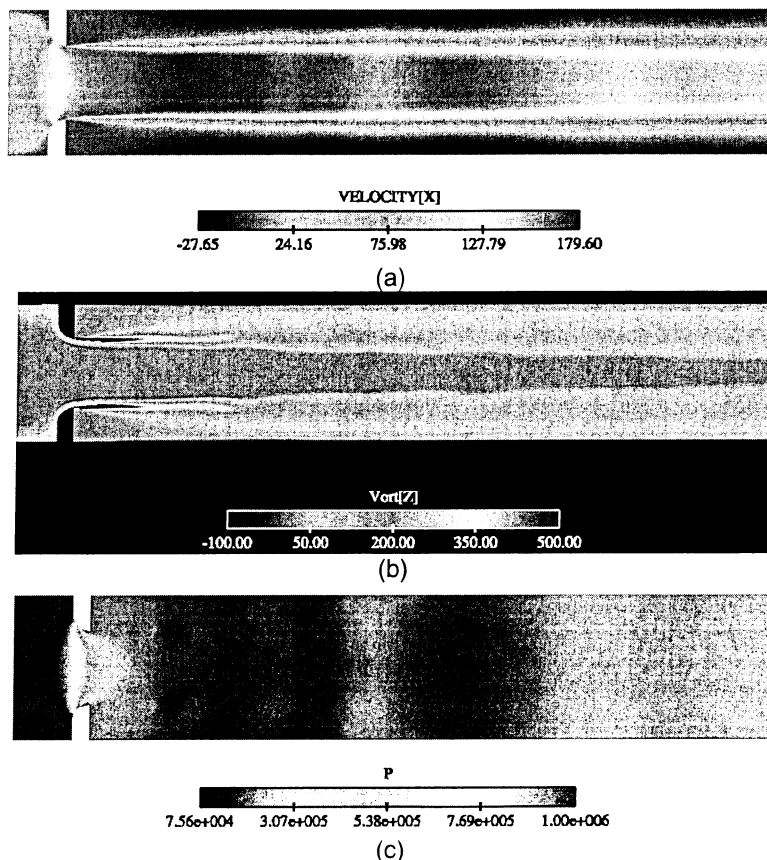 VELOCITY[X]
-27.65 24.16 75.98 127.79 179.60
(a)
Vort[Z]
-100.00 50.00 200.00 350.00 500.00
(b)
P
7.56e+004 3.07e+005 5.38e+005 7.69e+005 1.00e+006
(c)